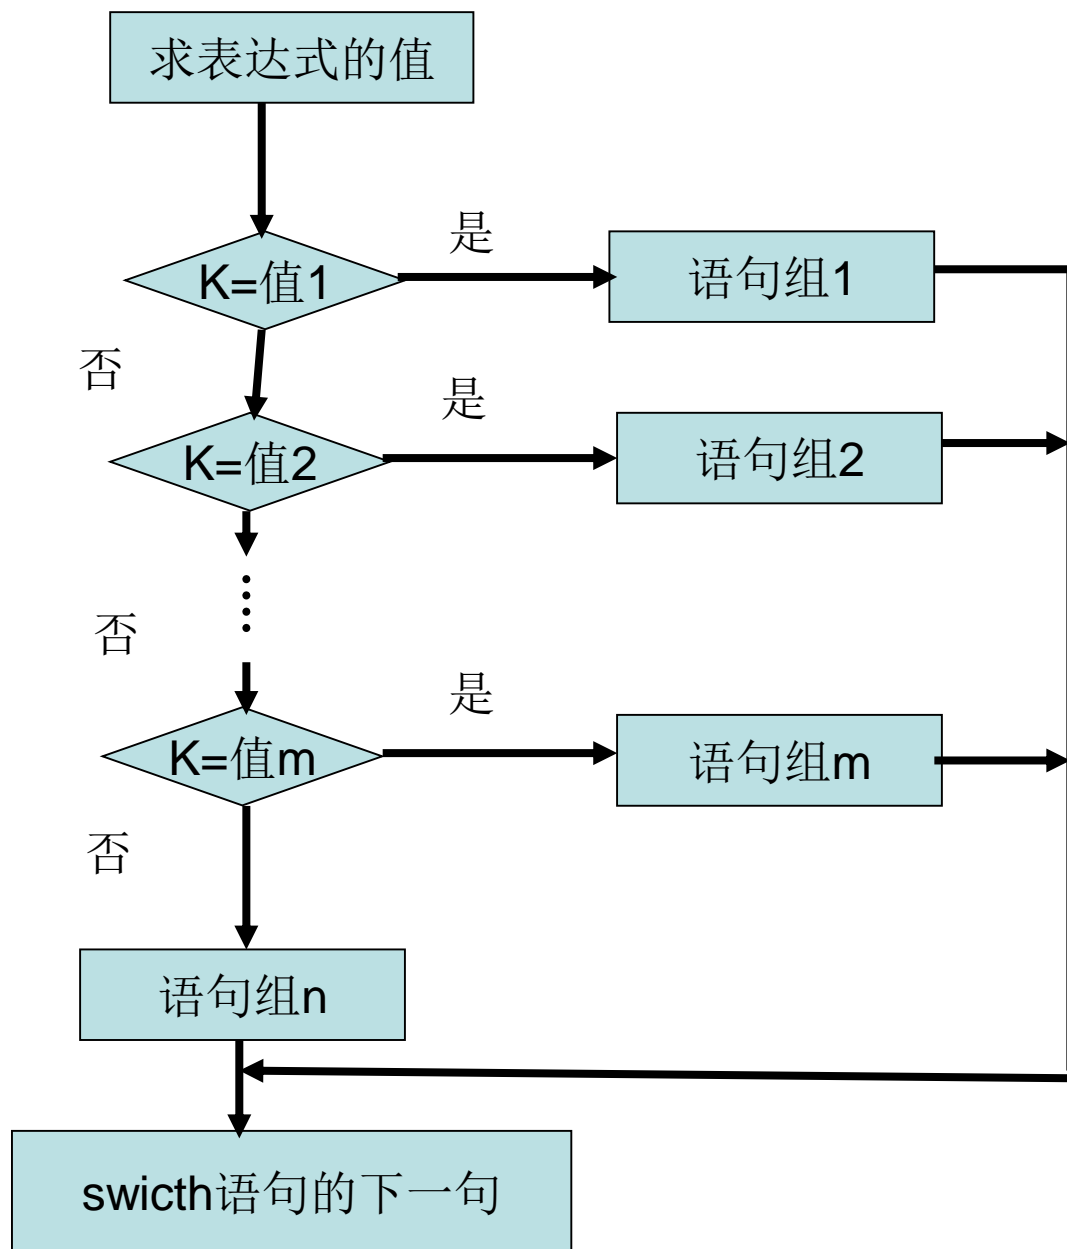 求表达式的值
是
K=值1
语句组1
否
是
K=值2
语句组2
否
是
K=值m
语句组m
否
语句组n
swicth语句的下一句